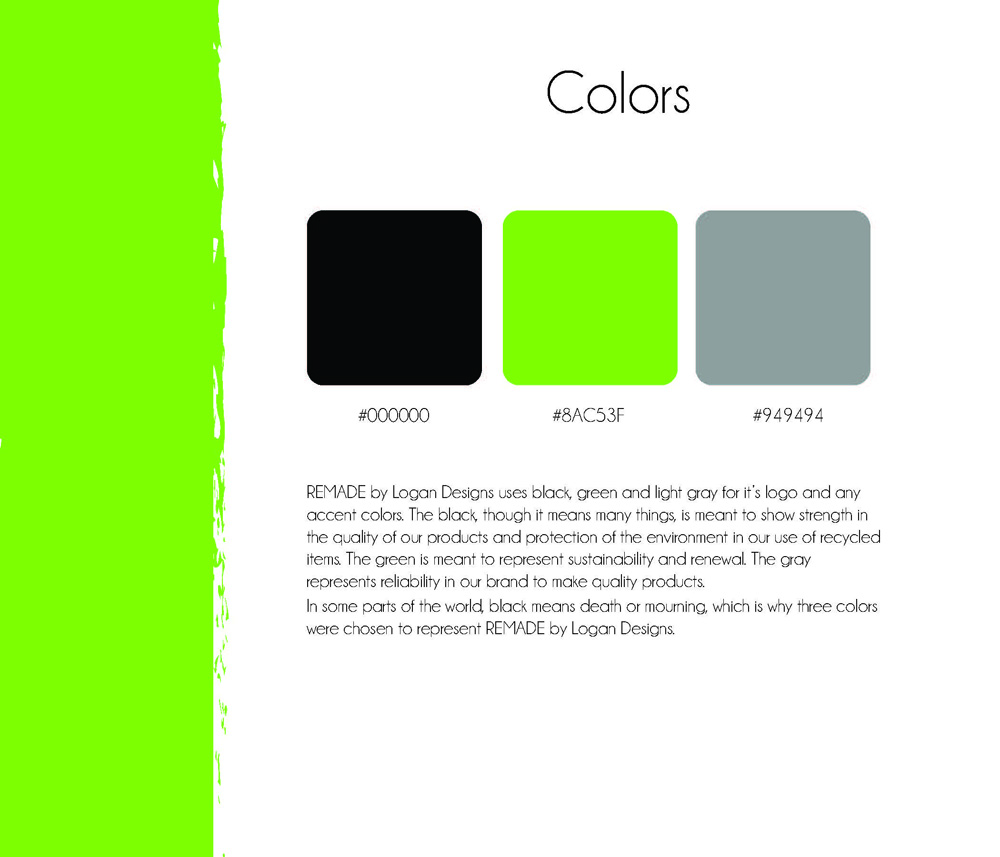 Colors
#000000 #8AC53F #949494
REMADE by Logan Designs uses black, green and light gray for it's logo and any
accent colors. The black, though it means many things, is meant to show strength in
the quality of our products and protection of the environment in our use of recycled
items. The green is meant to represent sustainability and renewal. The gray
represents reliability in our brand to make quality products.
In some parts of the world, black means death or mourning, which is why three colors
were chosen to represent REMADE by Logan Designs.